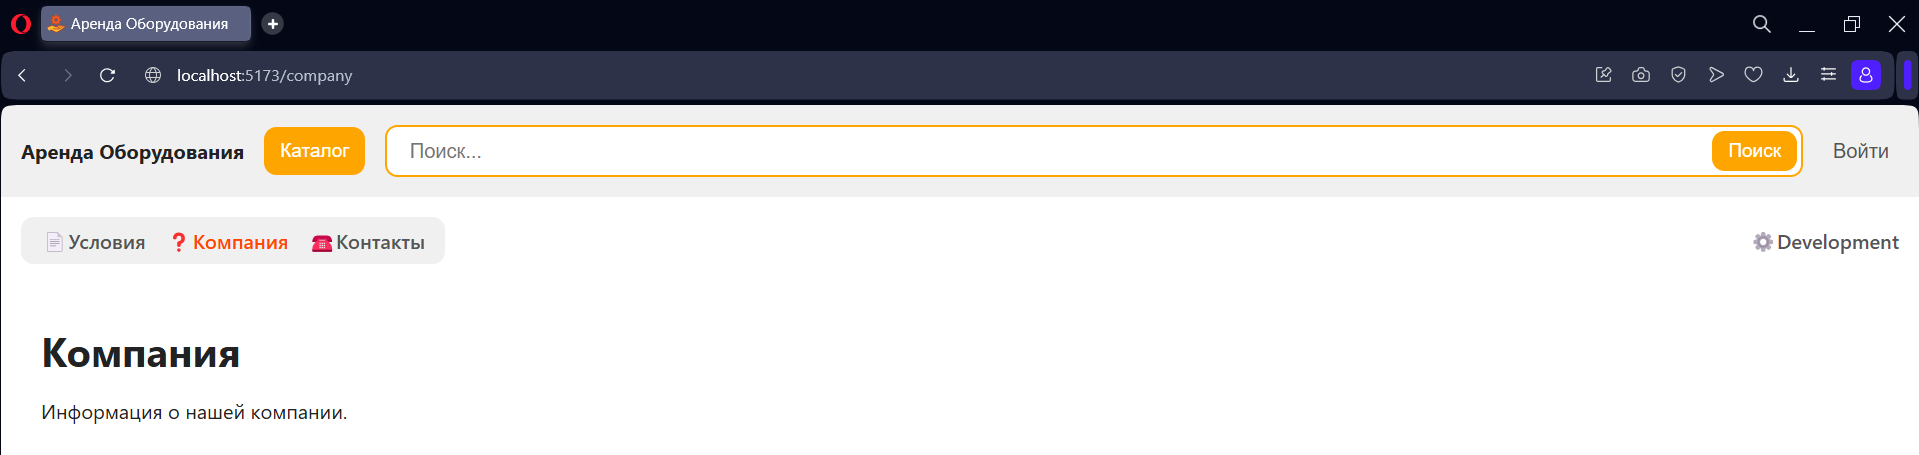 Аренда Оборудования
localhost:5173/company
Аренда Оборудования Каталог Поиск... Поиск Войти
Условия Компания Контакты Development
Компания
Информация о нашей компании.